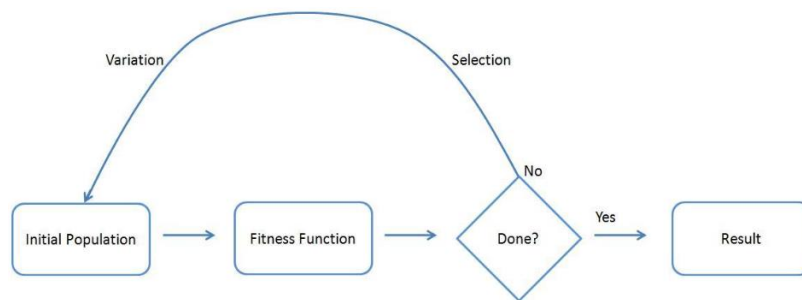 Variation
Selection
No
Initial Population
Fitness Function
Done?
Yes
Result